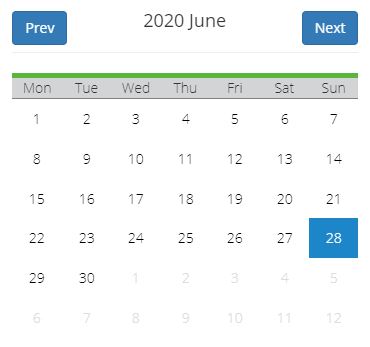 Prev 2020 June Next
Mon Tue Wed Thu Fri Sat Sun
1 2 3 4 5 6 7
8 9 10 11 12 13 14
15 16 17 18 19 20 21
22 23 24 25 26 27 28
29 30 1 2 3 4 5
6 7 8 9 10 11 12